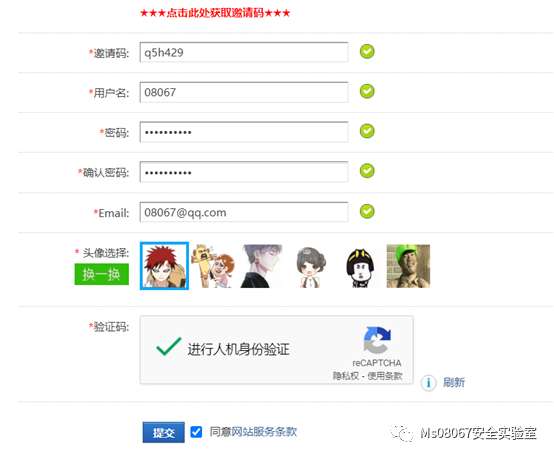 ★★★点击此处获取邀请码★★★
*邀请码: q5h429
*用户名: 08067
*密码: ••••••••••
*确认密码: ••••••••••
*Email: 08067@qq.com
* 头像选择:
换一换
*验证码:
进行人机身份验证
reCAPTCHA
隐私权 - 使用条款
刷新
提交 同意网站服务条款
Ms08067安全实验室